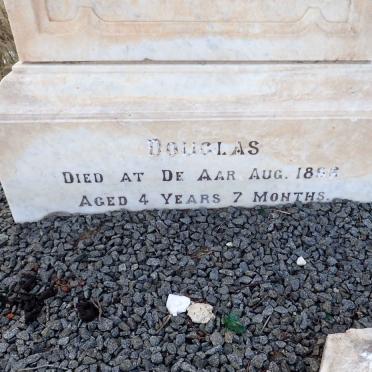 DOUGLAS
DIED AT DE AAR AUG.
AGED 4 YEARS 7 MONTHS.